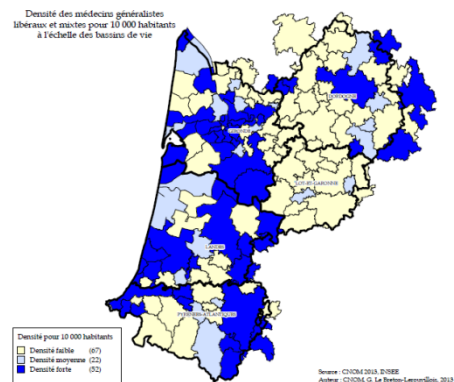 Densité des médecins généralistes
libéraux et mixtes pour 10 000 habitants
à l'échelle des bassins de vie
DORDOGNE
GIRONDE
LOT-ET-GARONNE
LANDES
PYRENEES-ATLANTIQUES
Densité pour 10 000 habitants
Densité faible (67)
Densité moyenne (22)
Densité forte (52)
Source : CNOM 2013, INSEE
Auteur : CNOM, G. Le Breton-Lerouvillois, 2013